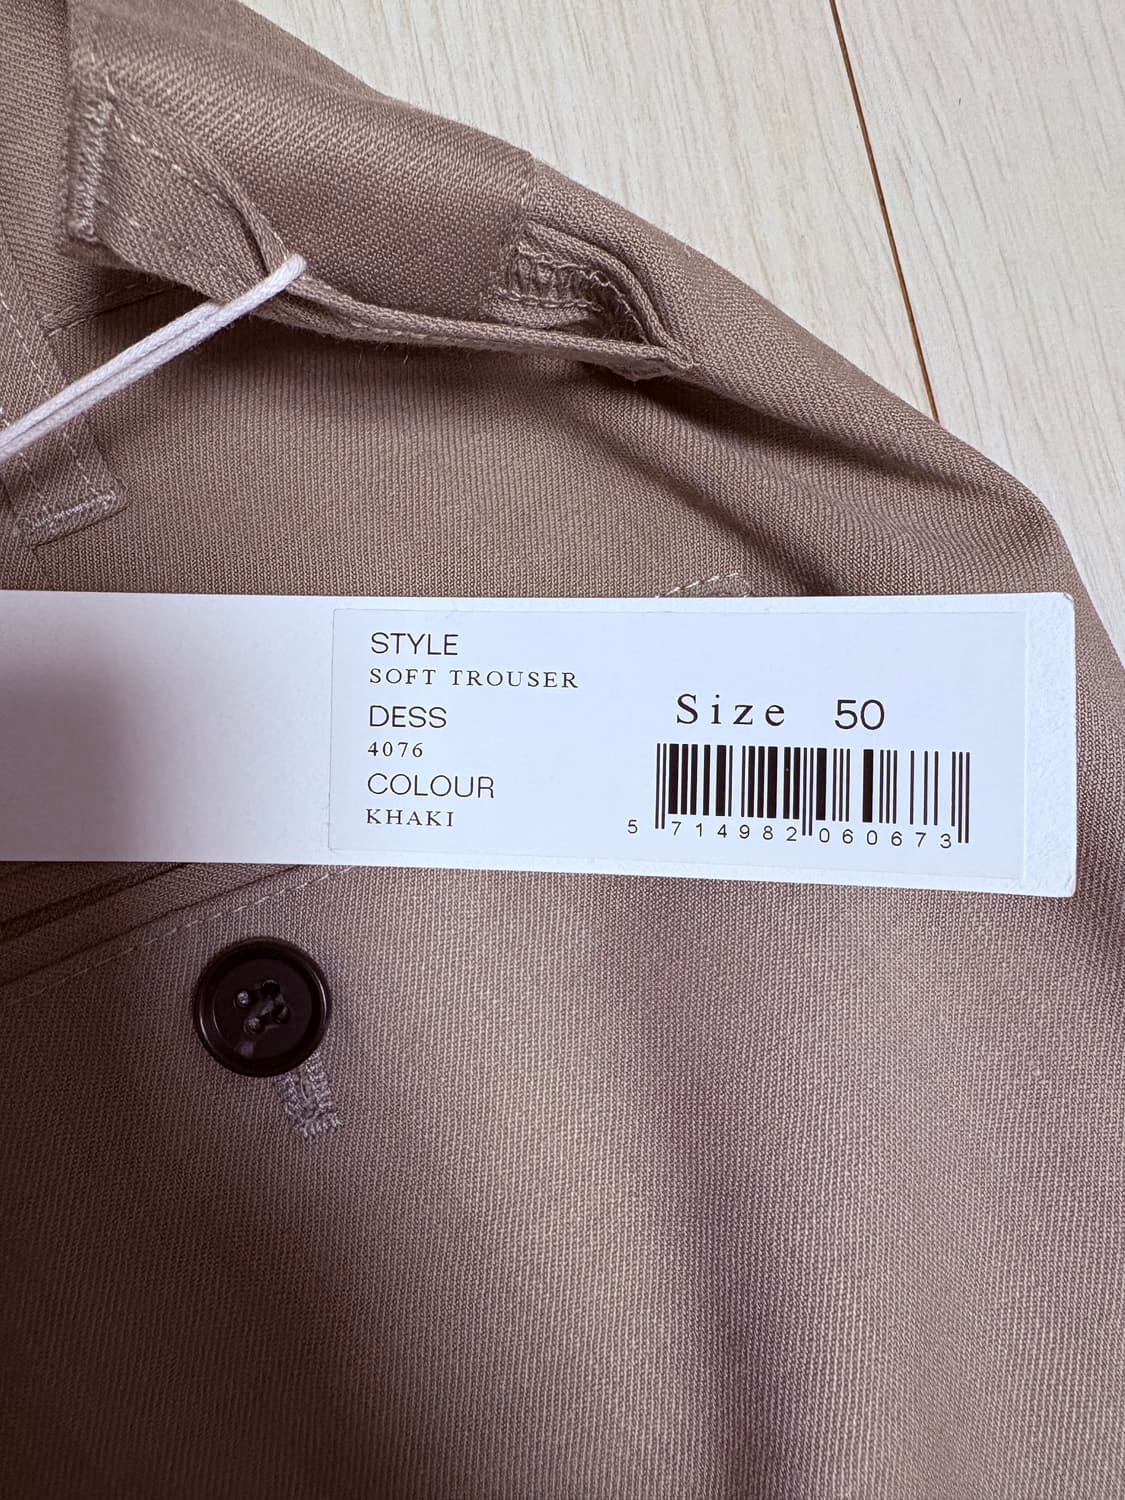 STYLE
SOFT TROUSER
DESS
4076
COLOUR
KHAKI
Size 50
5 714982 060673